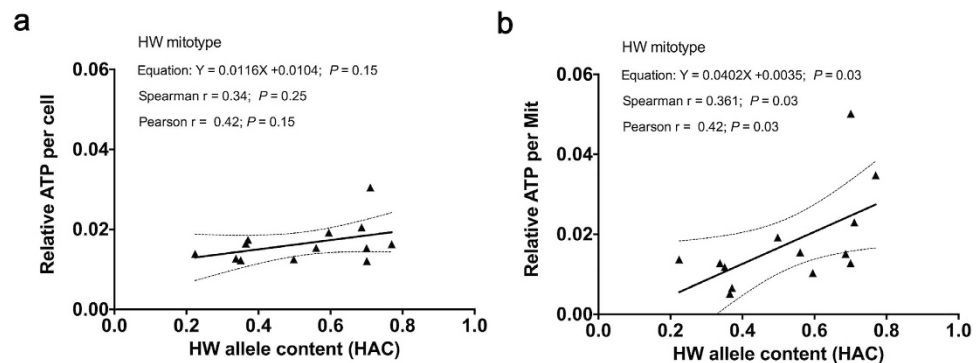 a
HW mitotype
Equation: Y = 0.0116X +0.0104; P = 0.15
Spearman r = 0.34; P = 0.25
Pearson r = 0.42; P = 0.15
Relative ATP per cell
0.06
0.04
0.02
0.00
0.0 0.2 0.4 0.6 0.8 1.0
HW allele content (HAC)
b
HW mitotype
Equation: Y = 0.0402X +0.0035; P = 0.03
Spearman r = 0.361; P = 0.03
Pearson r = 0.42; P = 0.03
Relative ATP per Mit
0.06
0.04
0.02
0.00
0.0 0.2 0.4 0.6 0.8 1.0
HW allele content (HAC)